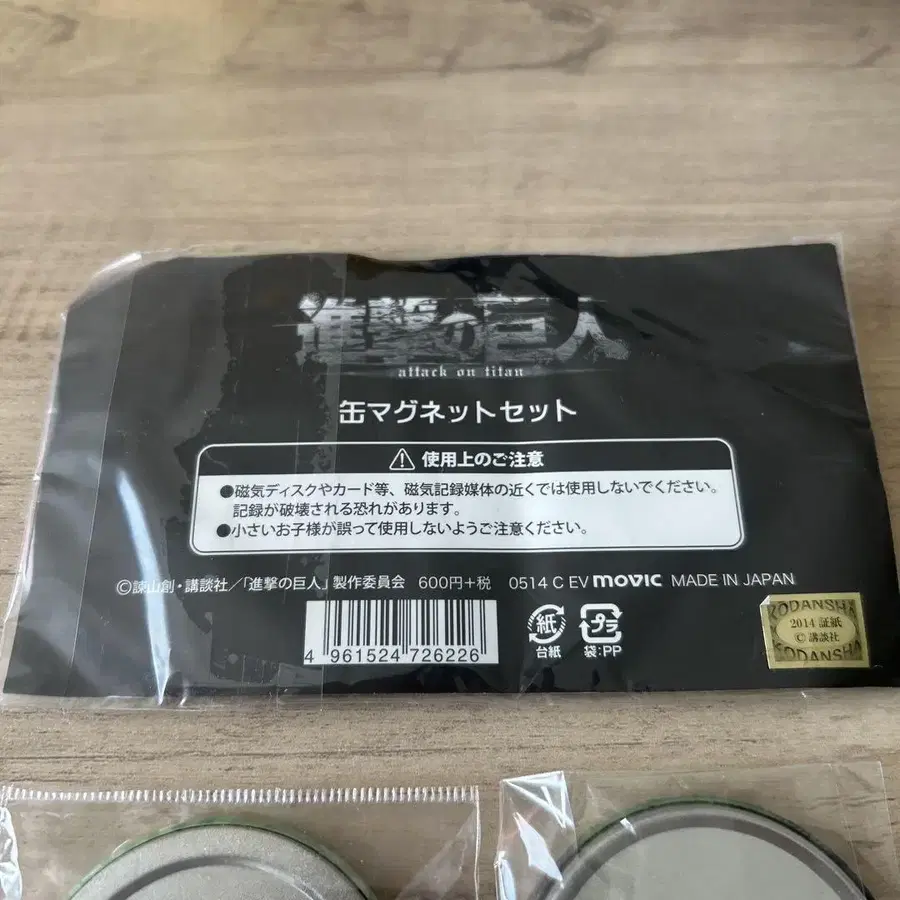 進撃の巨人
attack on titan
缶マグネットセット
使用上のご注意
●磁気ディスクやカード等、磁気記録媒体の近くでは使用しないでください。
記録が破壊される恐れがあります。
●小さいお子様が誤って使用しないようご注意ください。
©諫山創・講談社/「進撃の巨人」製作委員会 600円+税 0514 C EV movic MADE IN JAPAN
4 961524 726226
紙
台紙
プラ
袋:PP
KODANSHA
2014 証紙
©講談社
KODANSHA